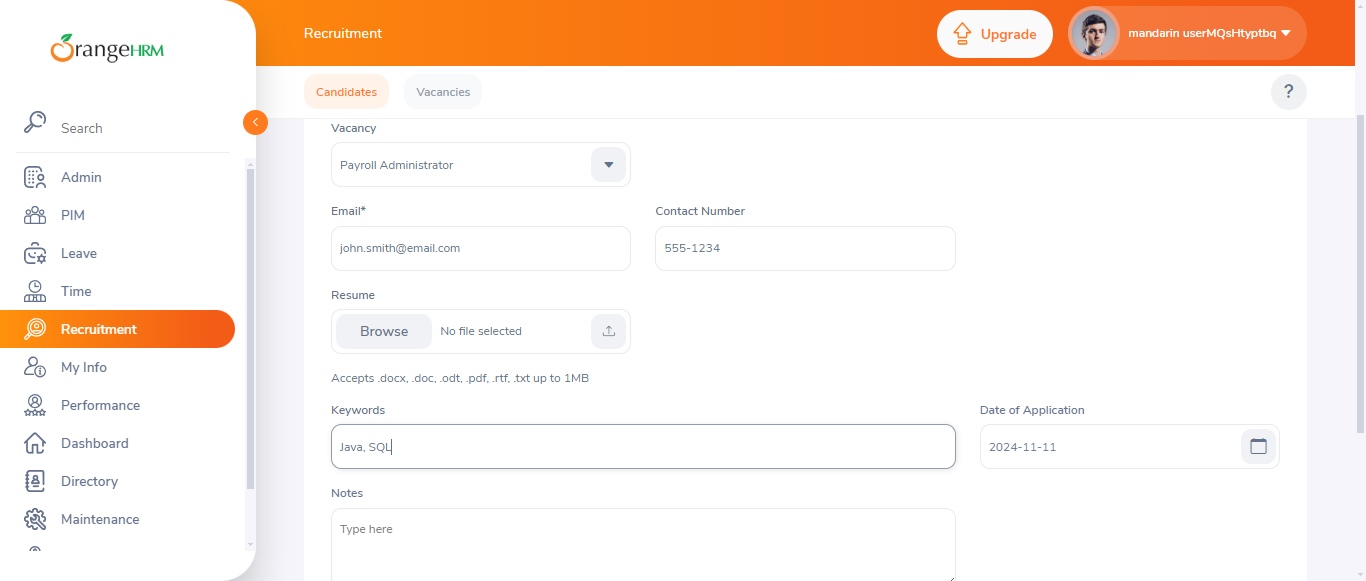 OrangeHRM
Recruitment
Upgrade
mandarin userMQsHtyptbq
Candidates
Vacancies
?
Search
Admin
PIM
Leave
Time
Recruitment
My Info
Performance
Dashboard
Directory
Maintenance
Vacancy
Payroll Administrator
Email*
Contact Number
john.smith@email.com
555-1234
Resume
Browse
No file selected
Accepts .docx, .doc, .odt, .pdf, .rtf, .txt up to 1MB
Keywords
Date of Application
Java, SQL
2024-11-11
Notes
Type here